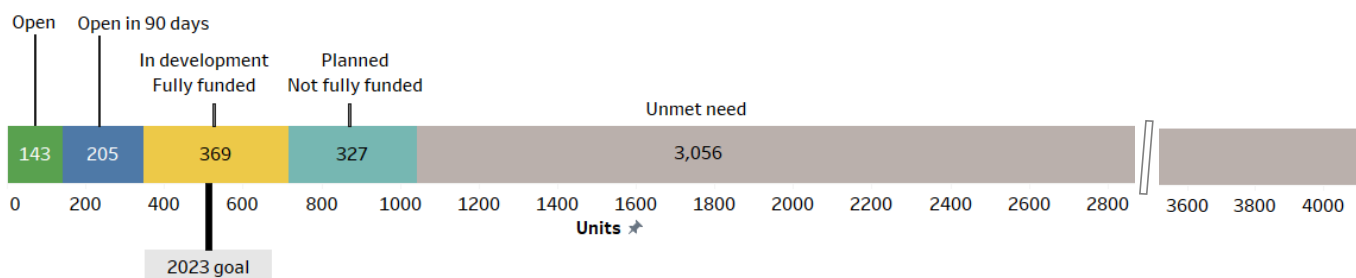 Open
Open in 90 days
In development
Fully funded
Planned
Not fully funded
Unmet need
143 205 369 327 3,056
0 200 400 600 800 1000 1200 1400 1600 1800 2000 2200 2400 2600 2800 3600 3800 4000
Units
2023 goal